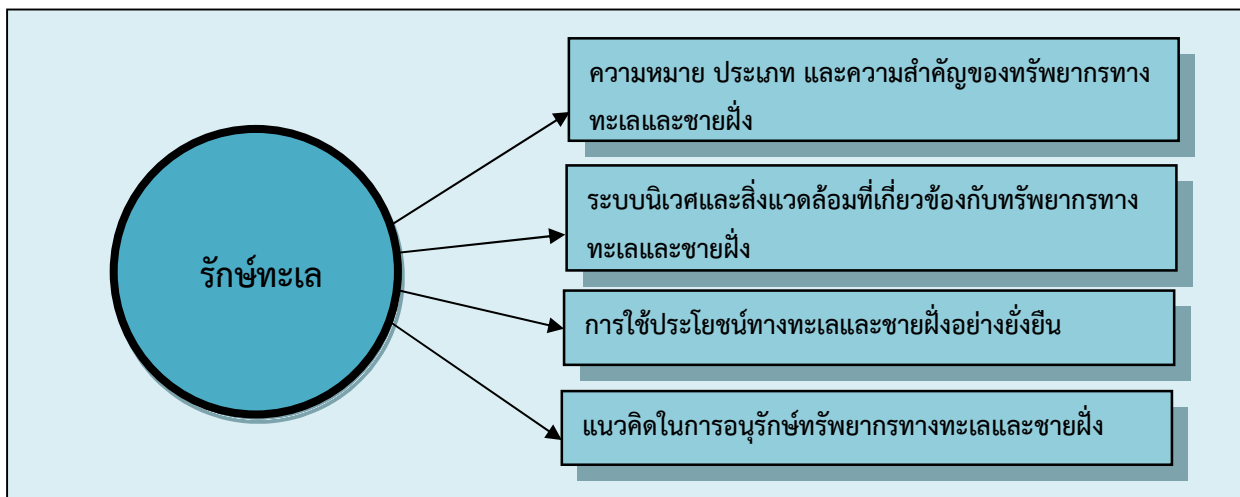 ความหมาย ประเภท และความสำคัญของทรัพยากรทาง
ทะเลและชายฝั่ง
ระบบนิเวศและสิ่งแวดล้อมที่เกี่ยวข้องกับทรัพยากรทาง
ทะเลและชายฝั่ง
รักษ์ทะเล
การใช้ประโยชน์ทางทะเลและชายฝั่งอย่างยั่งยืน
แนวคิดในการอนุรักษ์ทรัพยากรทางทะเลและชายฝั่ง